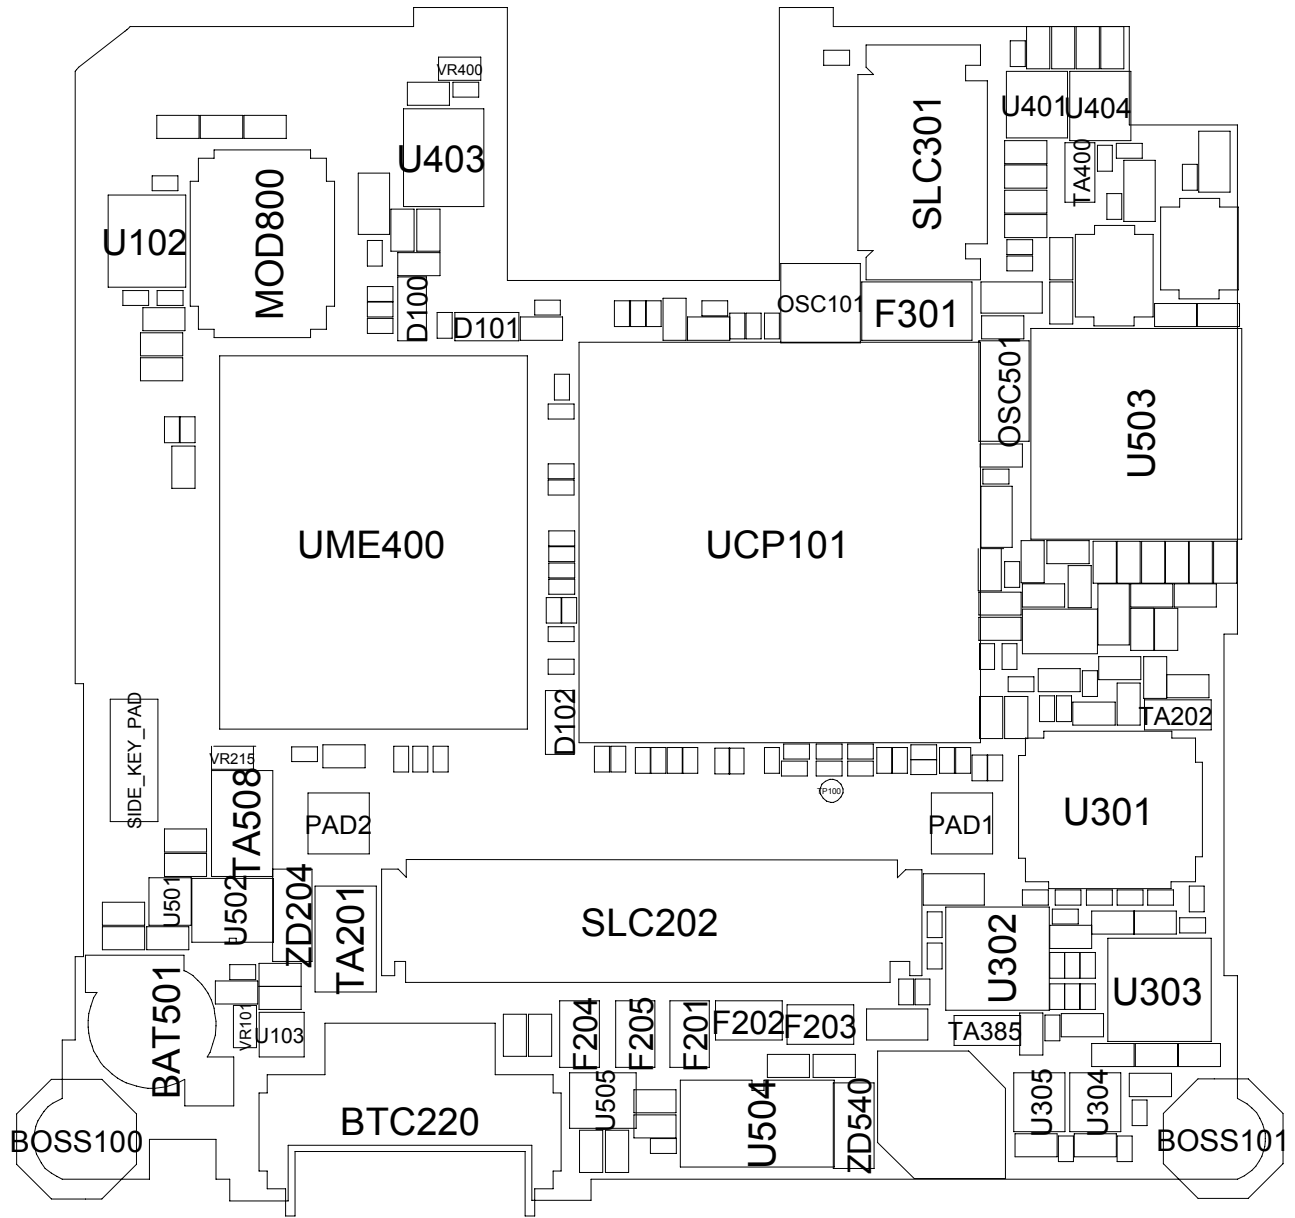 VR400
U401
U404
SLC301
U403
TA400
MOD800
U102
OSC101
F301
D100
D101
OSC501
U503
UME400
UCP101
D102
TA202
SIDE_KEY_PAD
VR215
TP100
TA508
PAD2
PAD1
U301
U501
U502
ZD204
TA201
SLC202
U302
U303
BAT501
VR101
U103
F204
F205
F201
F202
F203
TA385
U505
U504
ZD540
U305
U304
BTC220
BOSS100
BOSS101